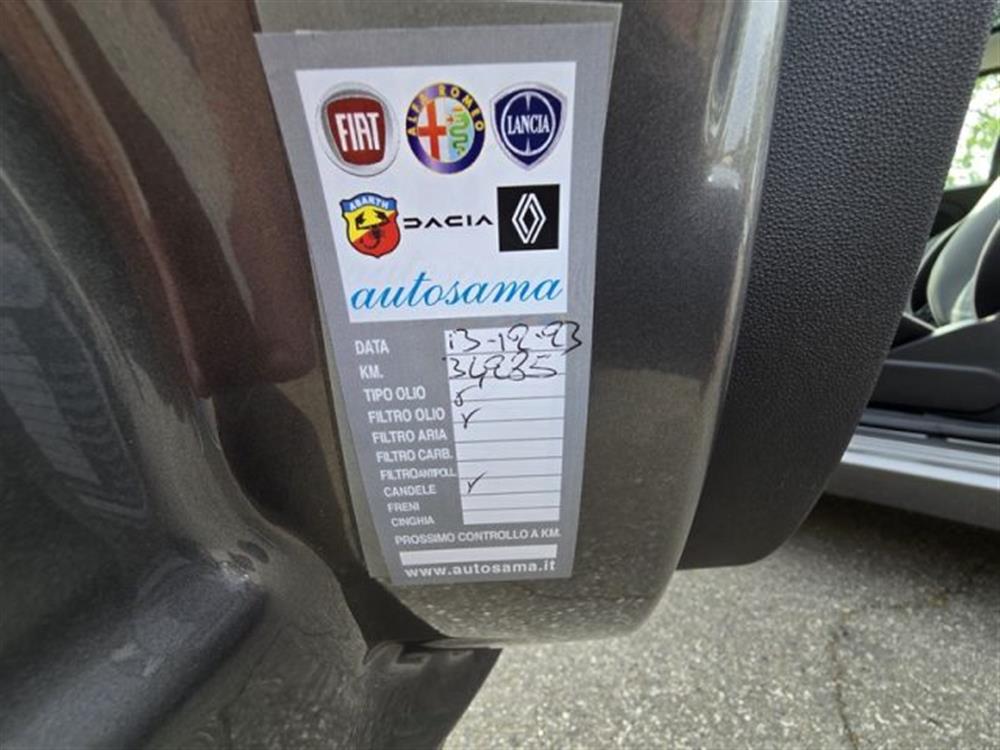 FIAT
ALFA ROMEO
LANCIA
ABARTH
DACIA
autosama
DATA 13-12-23
KM. 34235
TIPO OLIO ✓
FILTRO OLIO ✓
FILTRO ARIA
FILTRO CARB.
FILTRO ANTIPOLL.
CANDELE ✓
FRENI
CINGHIA
PROSSIMO CONTROLLO A KM.
www.autosama.it